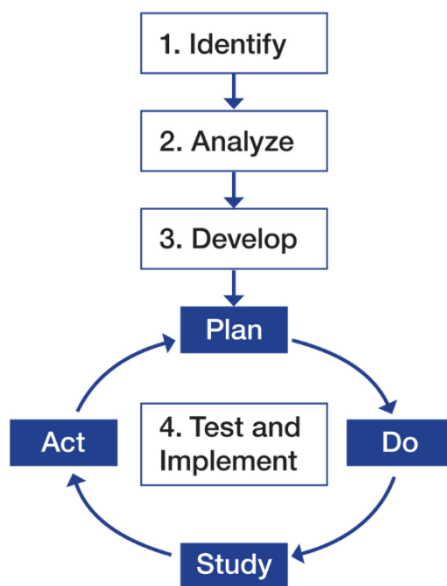 1. Identify
2. Analyze
3. Develop
Plan
Act
4. Test and
Implement
Do
Study